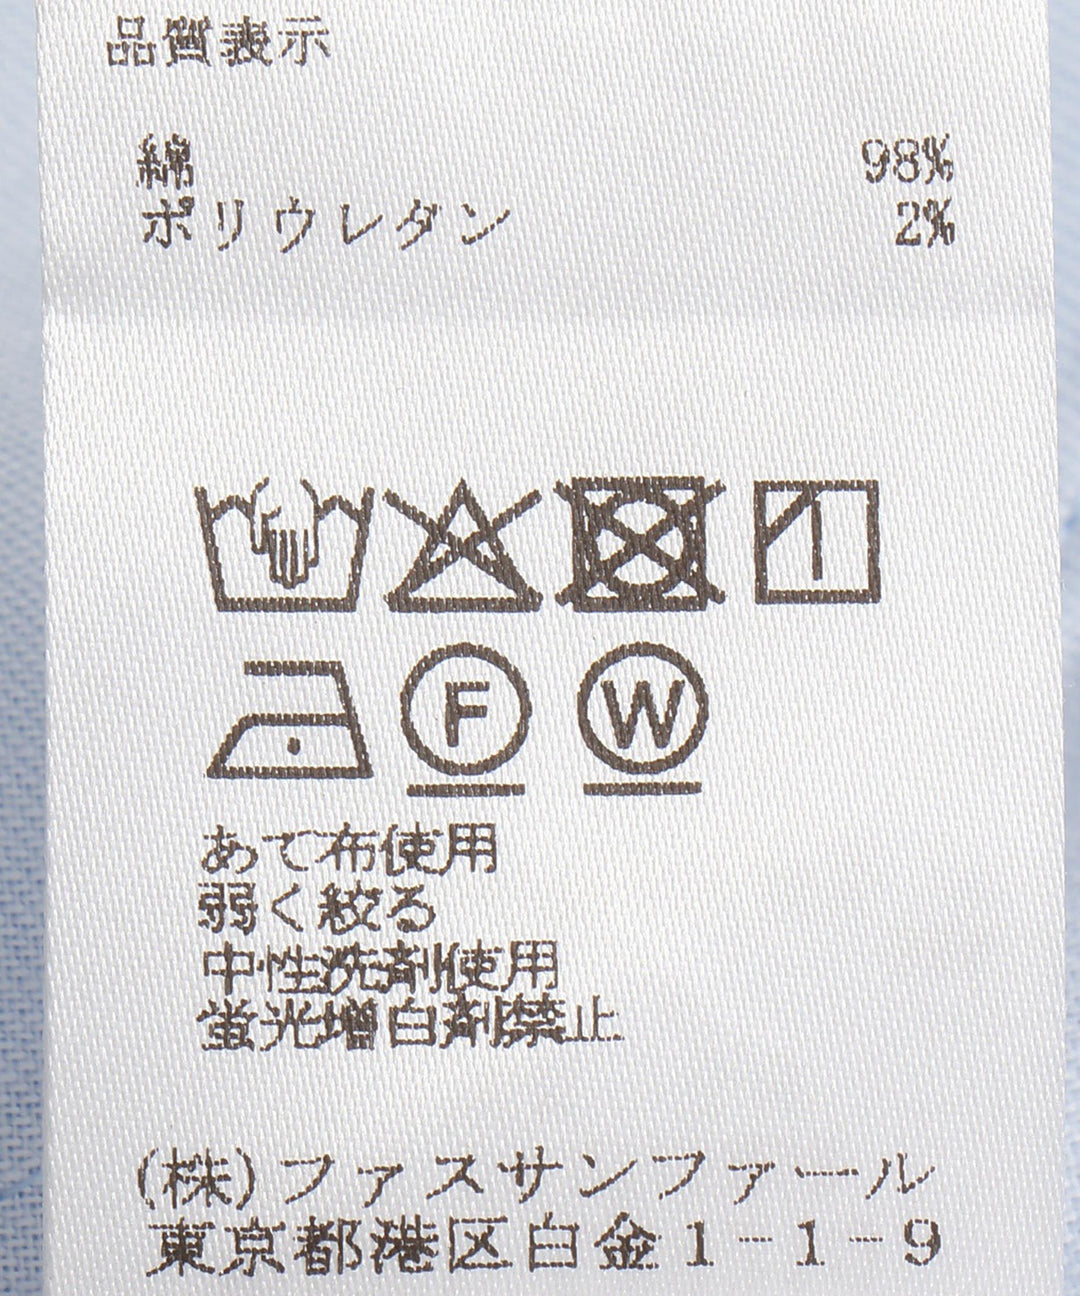 品質表示
綿 98%
ポリウレタン 2%
F W
あて布使用
弱く絞る
中性洗剤使用
蛍光増白剤禁止
(株)ファスサンファール
東京都港区白金1-1-9